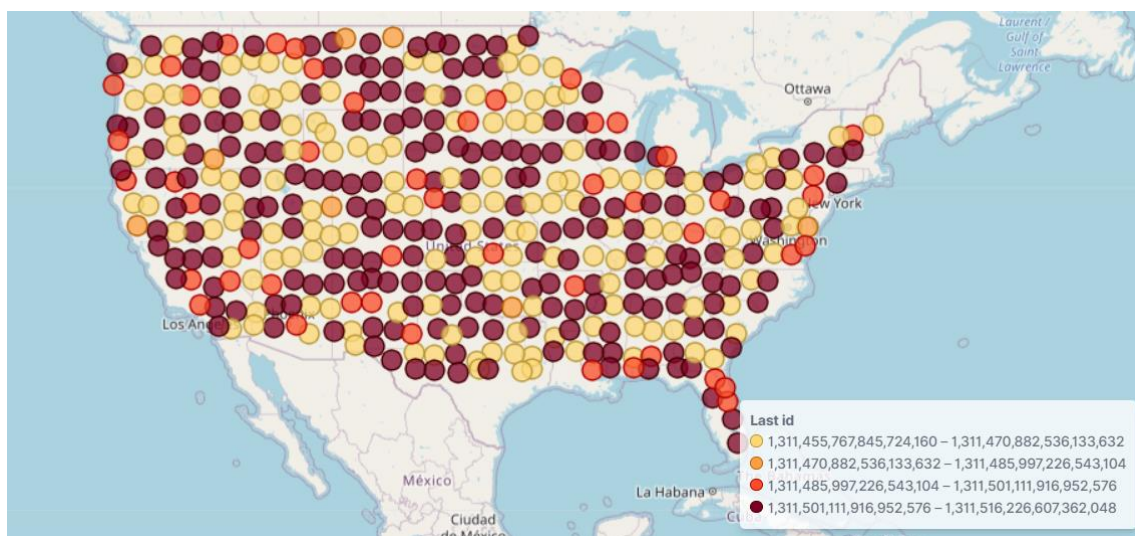 Laurent /
Gulf of
Saint
Lawrence
Ottawa
New York
Washington
United States
Los Angeles
México
La Habana
Ciudad
de México
Last id
1,311,455,767,845,724,160 – 1,311,470,882,536,133,632
1,311,470,882,536,133,632 – 1,311,485,997,226,543,104
1,311,485,997,226,543,104 – 1,311,501,111,916,952,576
1,311,501,111,916,952,576 – 1,311,516,226,607,362,048